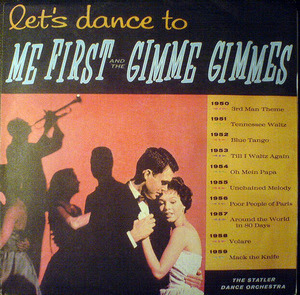 let's dance to
ME FIRST AND THE GIMME GIMMES
1950
3rd Man Theme
1951
Tennessee Waltz
1952
Blue Tango
1953
Till I Waltz Again
1954
Oh Mein Papa
1955
Unchained Melody
1956
Poor People of Paris
1957
Around the World
in 80 Days
1958
Volare
1959
Mack the Knife
THE STATLER
DANCE ORCHESTRA